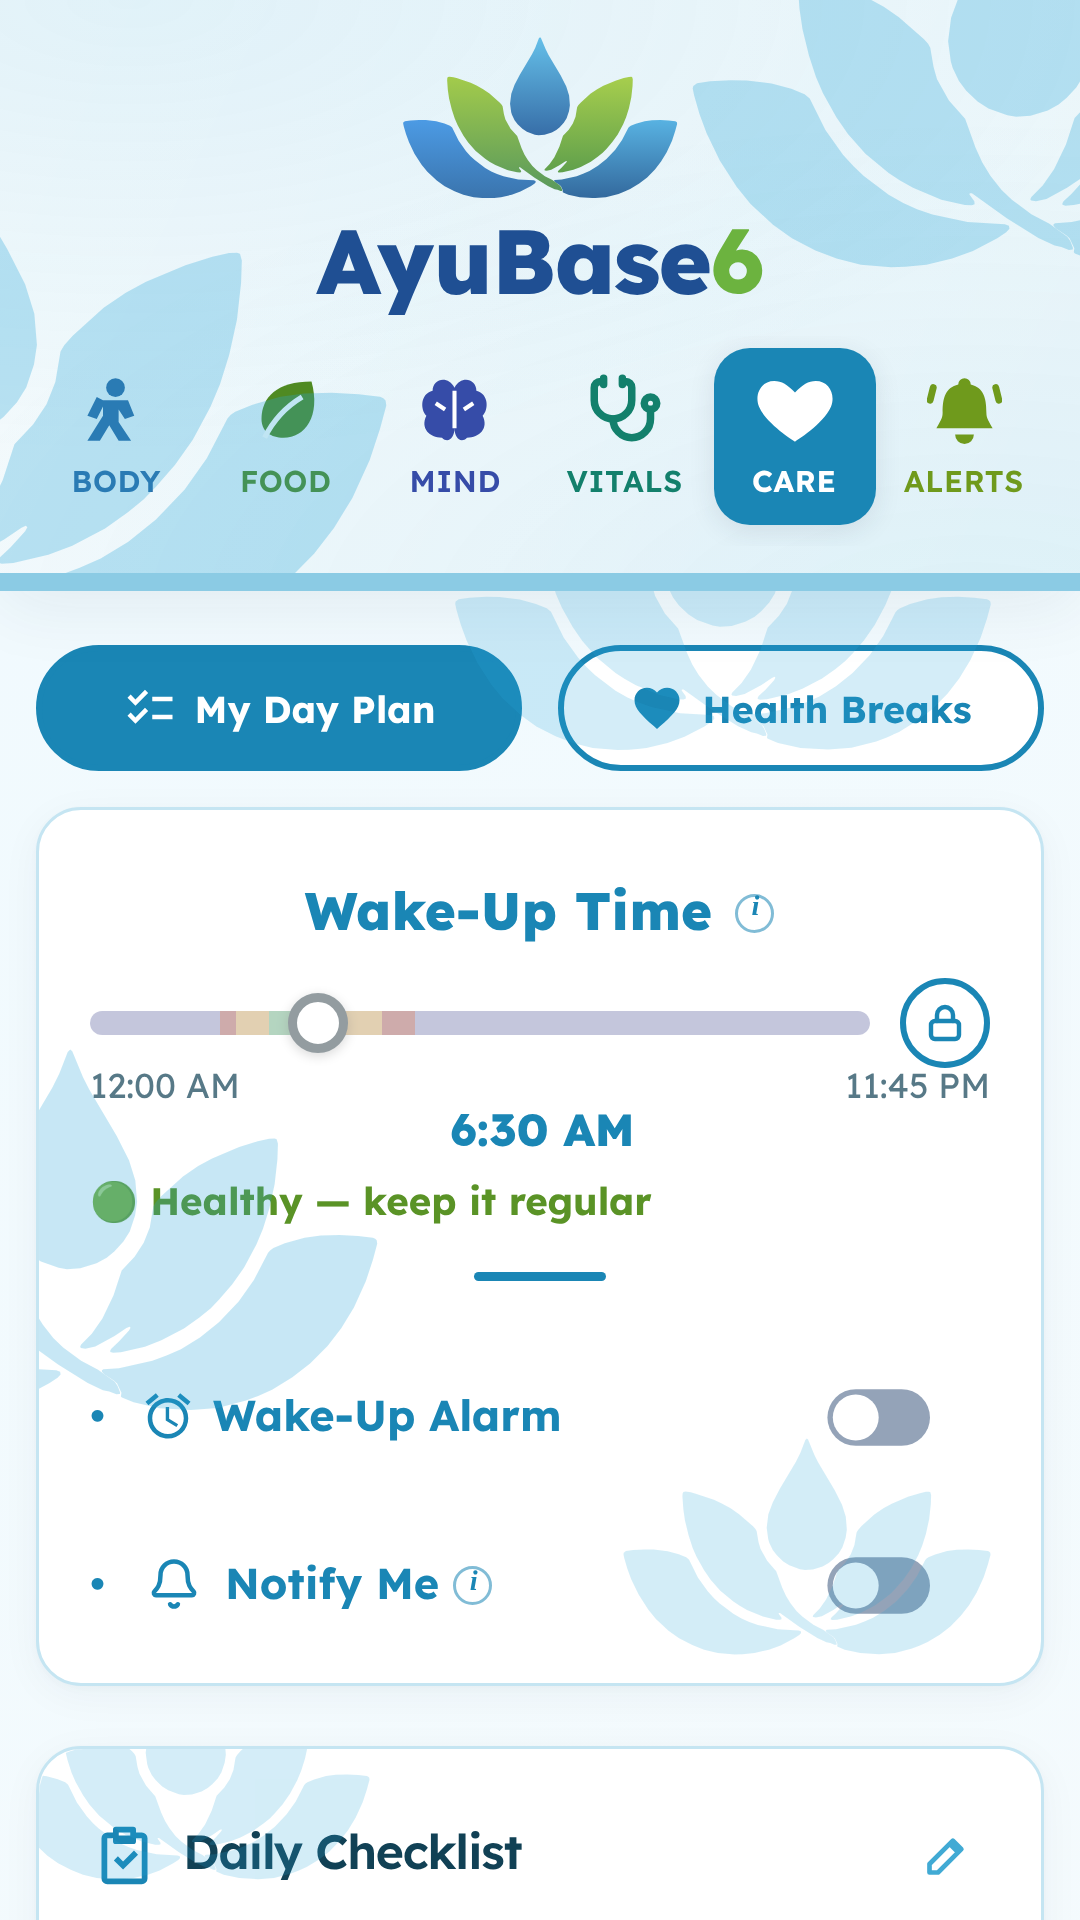 AyuBase6
BODY FOOD MIND VITALS CARE ALERTS
My Day Plan Health Breaks
Wake-Up Time i
12:00 AM 11:45 PM
6:30 AM
Healthy — keep it regular
• Wake-Up Alarm
• Notify Me i
Daily Checklist